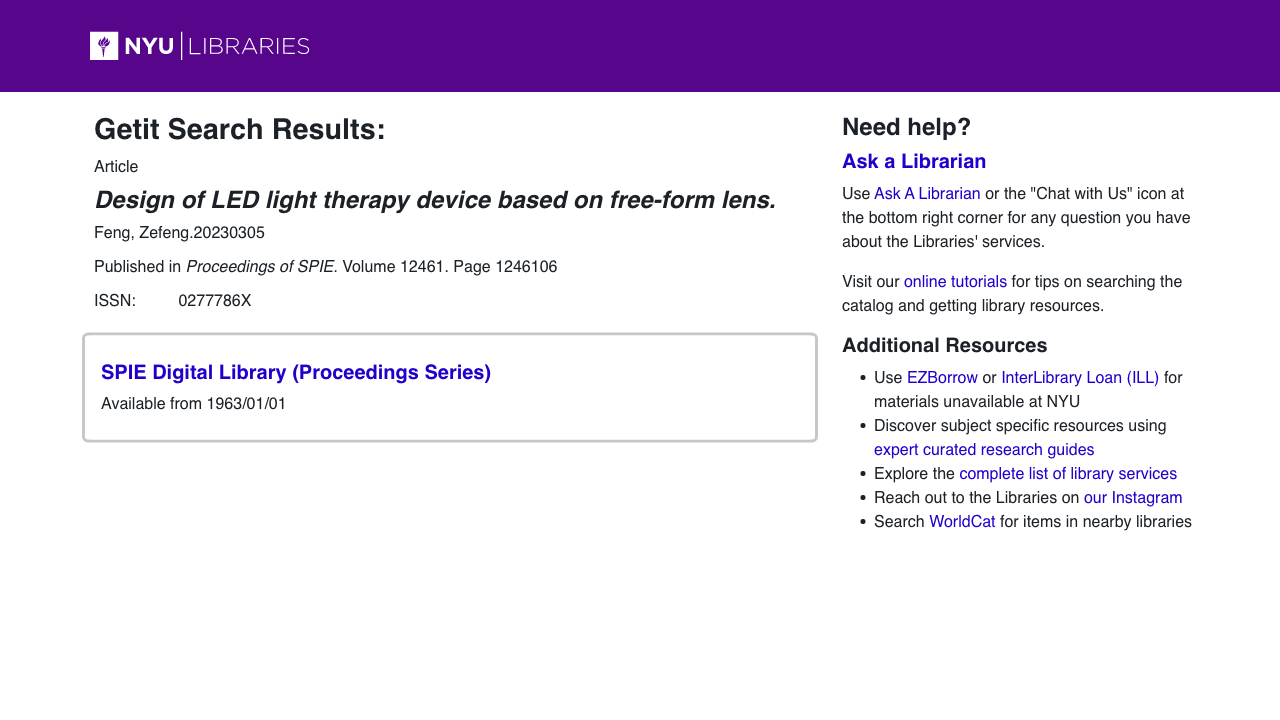 NYU LIBRARIES
Getit Search Results:
Article
Design of LED light therapy device based on free-form lens.
Feng, Zefeng.20230305
Published in Proceedings of SPIE. Volume 12461. Page 1246106
ISSN: 0277786X
SPIE Digital Library (Proceedings Series)
Available from 1963/01/01
Need help?
Ask a Librarian
Use Ask A Librarian or the "Chat with Us" icon at
the bottom right corner for any question you have
about the Libraries' services.
Visit our online tutorials for tips on searching the
catalog and getting library resources.
Additional Resources
• Use EZBorrow or InterLibrary Loan (ILL) for
materials unavailable at NYU
• Discover subject specific resources using
expert curated research guides
• Explore the complete list of library services
• Reach out to the Libraries on our Instagram
• Search WorldCat for items in nearby libraries